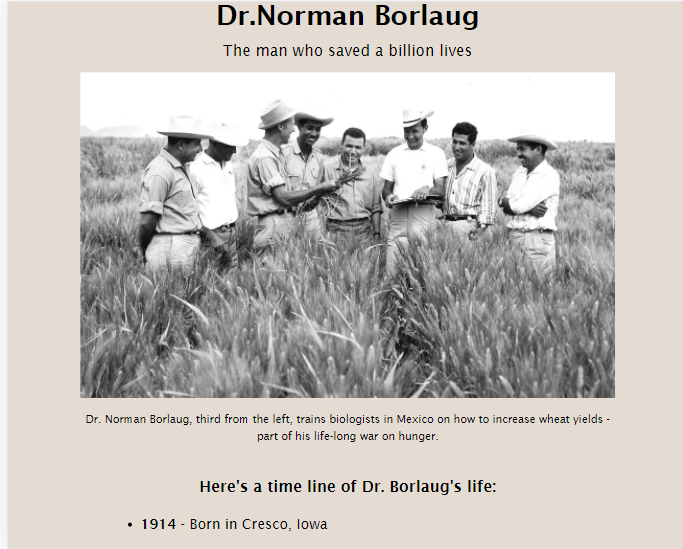 Dr.Norman Borlaug
The man who saved a billion lives
Dr. Norman Borlaug, third from the left, trains biologists in Mexico on how to increase wheat yields -
part of his life-long war on hunger.
Here's a time line of Dr. Borlaug's life:
• 1914 - Born in Cresco, Iowa